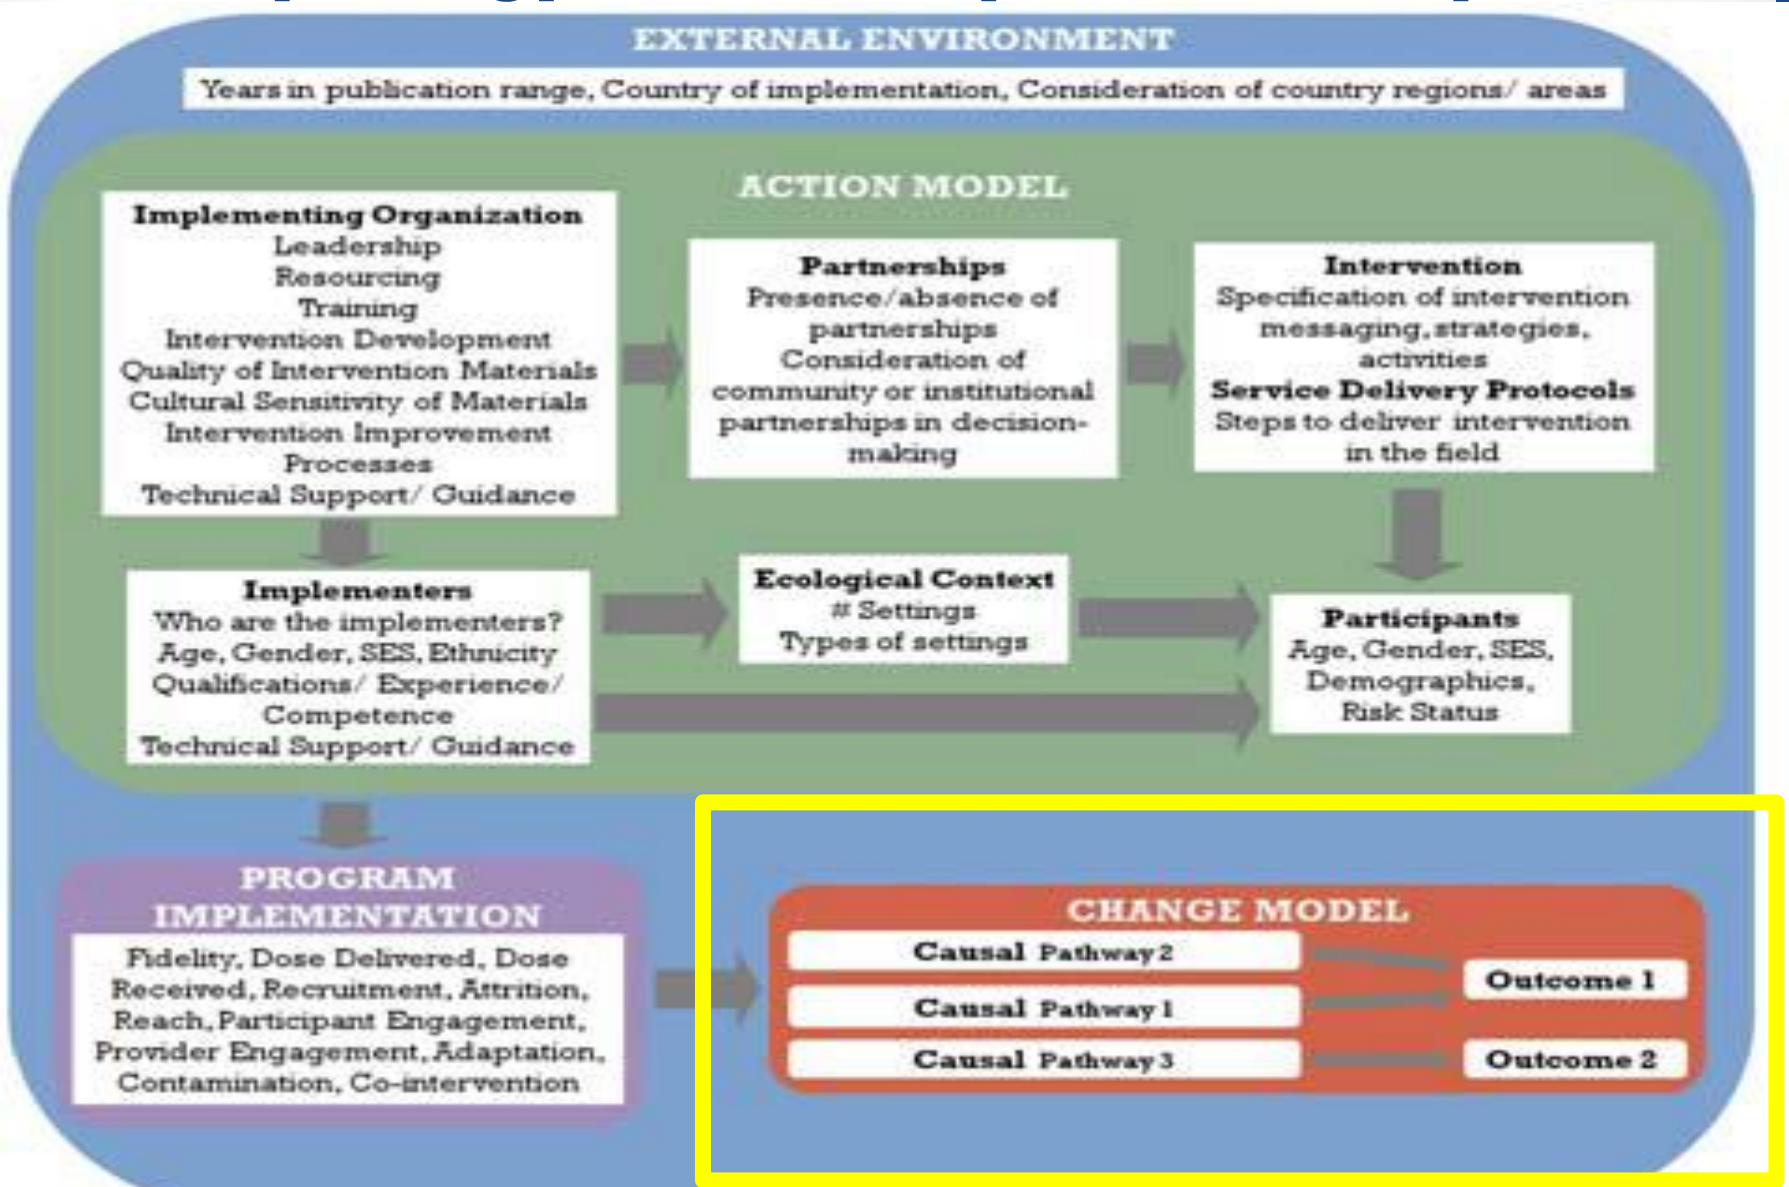 EXTERNAL ENVIRONMENT
Years in publication range, Country of implementation, Consideration of country regions/ areas
ACTION MODEL
Implementing Organization
Leadership
Resourcing
Training
Intervention Development
Quality of Intervention Materials
Cultural Sensitivity of Materials
Intervention Improvement
Processes
Technical Support/ Guidance
Partnerships
Presence/absence of
partnerships
Consideration of
community or institutional
partnerships in decision-
making
Intervention
Specification of intervention
messaging, strategies,
activities
Service Delivery Protocols
Steps to deliver intervention
in the field
Implementers
Who are the implementers?
Age, Gender, SES, Ethnicity
Qualifications/ Experience/
Competence
Technical Support/ Guidance
Ecological Context
# Settings
Types of settings
Participants
Age, Gender, SES,
Demographics,
Risk Status
PROGRAM
IMPLEMENTATION
Fidelity, Dose Delivered, Dose
Received, Recruitment, Attrition,
Reach, Participant Engagement,
Provider Engagement, Adaptation,
Contamination, Co-intervention
CHANGE MODEL
Causal Pathway 2
Causal Pathway 1
Causal Pathway 3
Outcome 1
Outcome 2